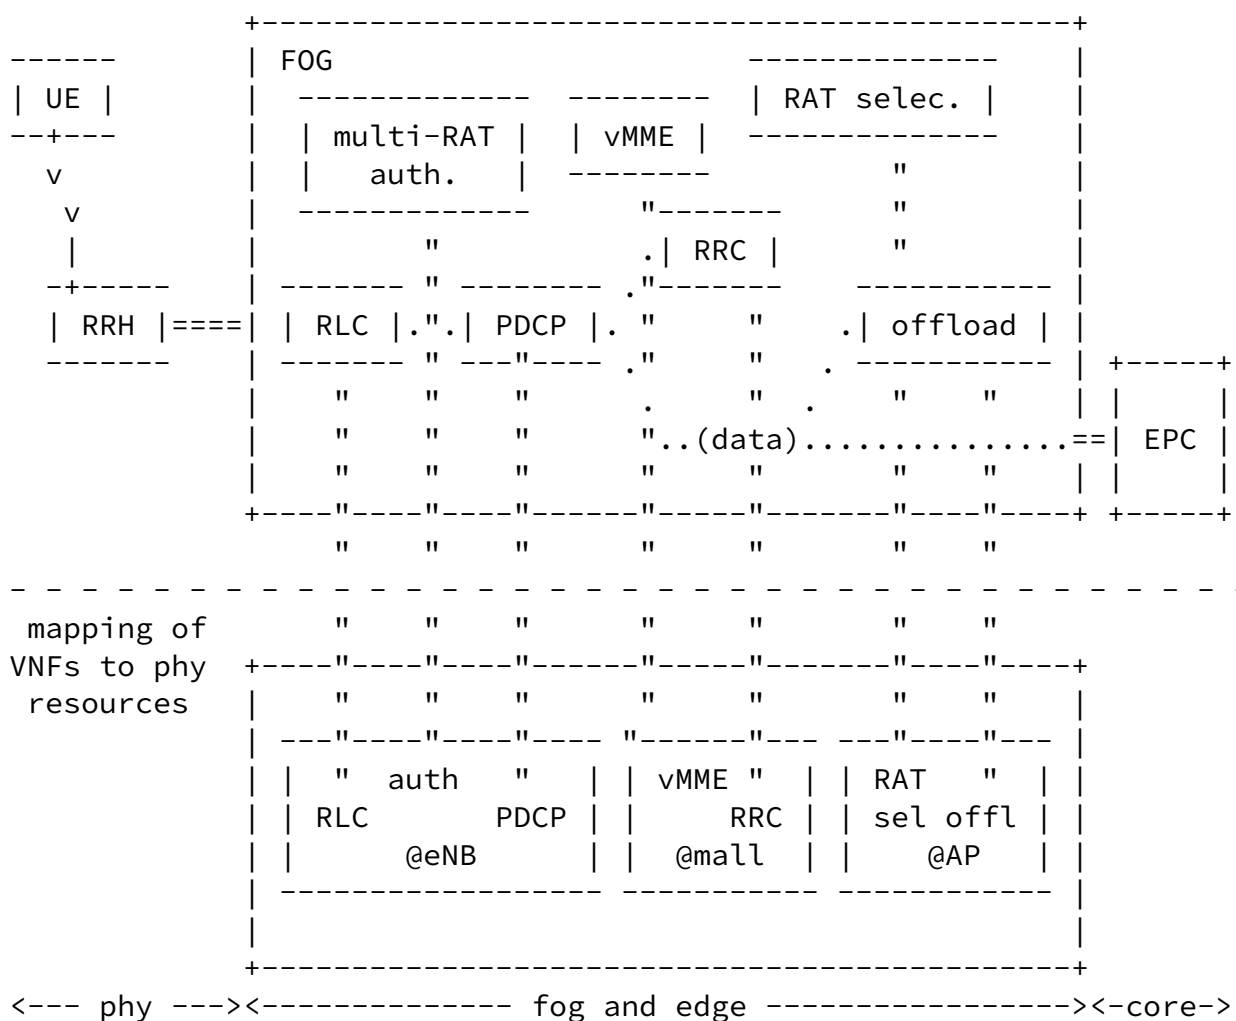 FOG
UE RAT selec.
multi-RAT vMME
auth.
RRC
RRH RLC PDCP offload
(data) EPC
mapping of
VNFs to phy
resources
auth vMME RAT
RLC PDCP RRC sel offl
@eNB @mall @AP
<--- phy ---><-------------- fog and edge -----------------><-core->